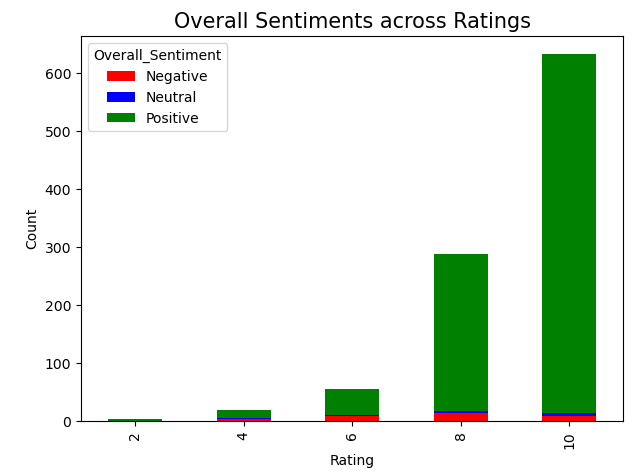 Overall Sentiments across Ratings
Overall_Sentiment
Negative
Neutral
Positive
Count
600
500
400
300
200
100
0
2
4
6
8
10
Rating